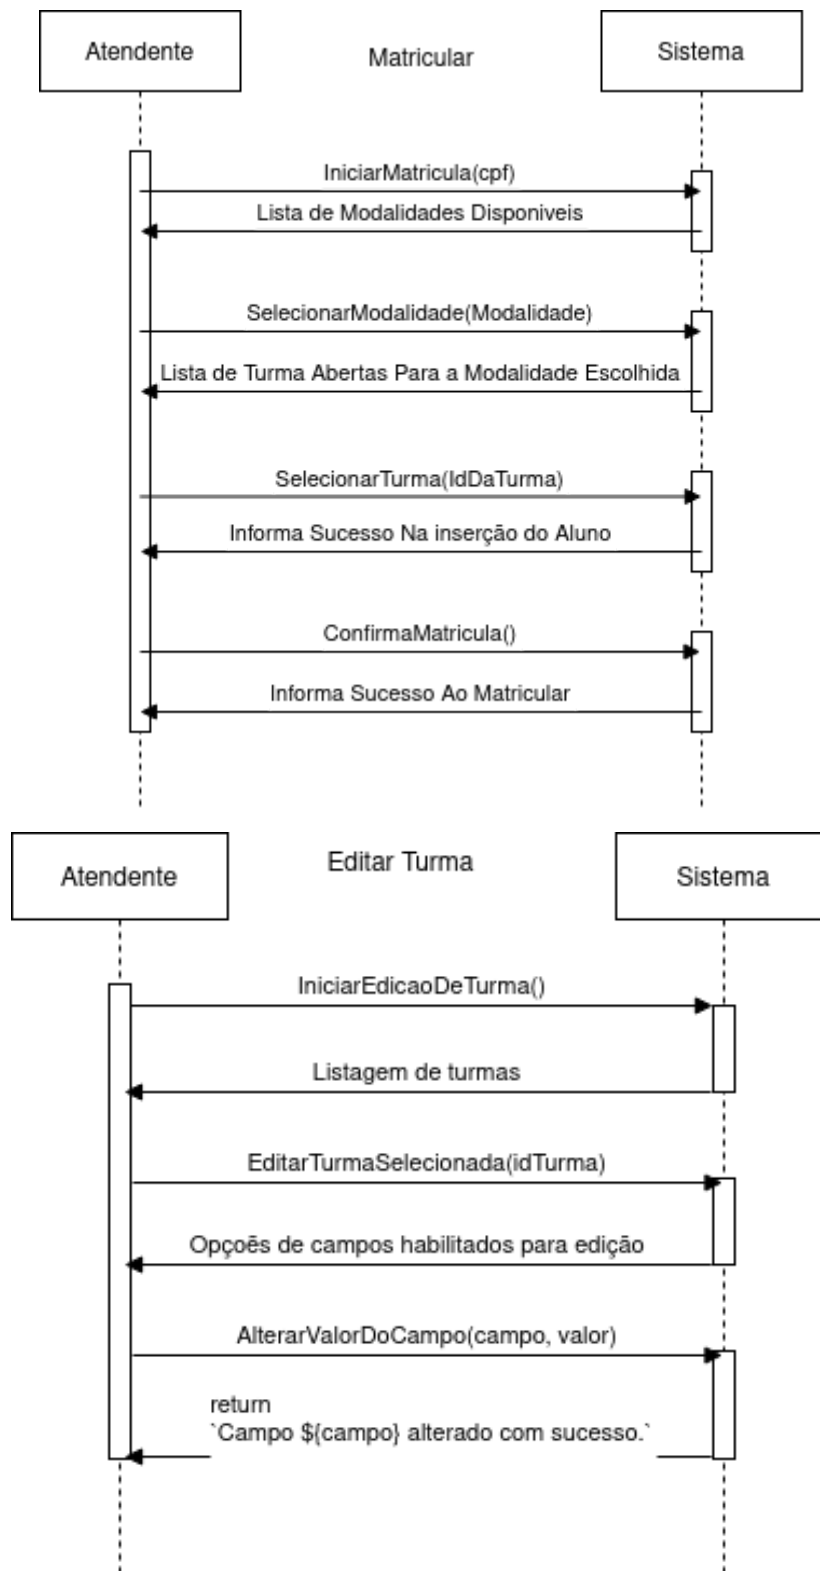 Atendente
Matricular
Sistema
IniciarMatricula(cpf)
Lista de Modalidades Disponiveis
SelecionarModalidade(Modalidade)
Lista de Turma Abertas Para a Modalidade Escolhida
SelecionarTurma(IdDaTurma)
Informa Sucesso Na inserção do Aluno
ConfirmaMatricula()
Informa Sucesso Ao Matricular
Atendente
Editar Turma
Sistema
IniciarEdicaoDeTurma()
Listagem de turmas
EditarTurmaSelecionada(idTurma)
Opçoẽs de campos habilitados para edição
AlterarValorDoCampo(campo, valor)
return
`Campo ${campo} alterado com sucesso.`